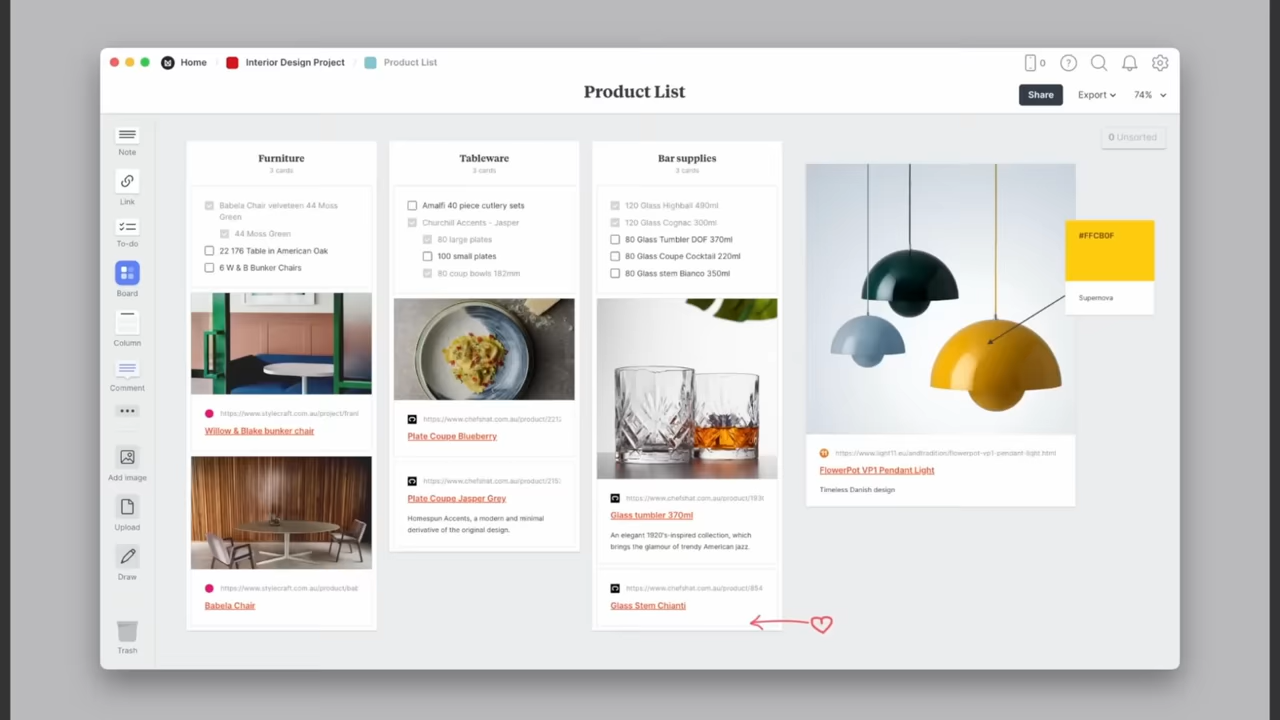 Home
Interior Design Project
Product List
0
Product List
Share
Export
74%
Note
Link
To-do
Board
Column
Comment
Add image
Upload
Draw
Trash
0 Unsorted
Furniture
3 cards
Babela Chair velveteen 44 Moss
Green
44 Moss Green
22 176 Table in American Oak
6 W & B Bunker Chairs
https://www.stylecraft.com.au/project/fran
Willow & Blake bunker chair
https://www.stylecraft.com.au/product/bab
Babela Chair
Tableware
3 cards
Amalfi 40 piece cutlery sets
Churchill Accents - Jasper
80 large plates
100 small plates
80 coup bowls 182mm
https://www.chefshat.com.au/product/221
Plate Coupe Blueberry
https://www.chefshat.com.au/product/215
Plate Coupe Jasper Grey
Homespun Accents, a modern and minimal
derivative of the original design.
Bar supplies
3 cards
120 Glass Highball 490ml
120 Glass Cognac 300ml
80 Glass Tumbler DOF 370ml
80 Glass Coupe Cocktail 220ml
80 Glass stem Bianco 350ml
https://www.chefshat.com.au/product/193
Glass tumbler 370ml
An elegant 1920's-inspired collection, which
brings the glamour of trendy American jazz.
https://www.chefshat.com.au/product/854
Glass Stem Chianti
#FFCB0F
Supernova
https://www.light11.eu/andtradition/flowerpot-vp1-pendant-light.html
FlowerPot VP1 Pendant Light
Timeless Danish design